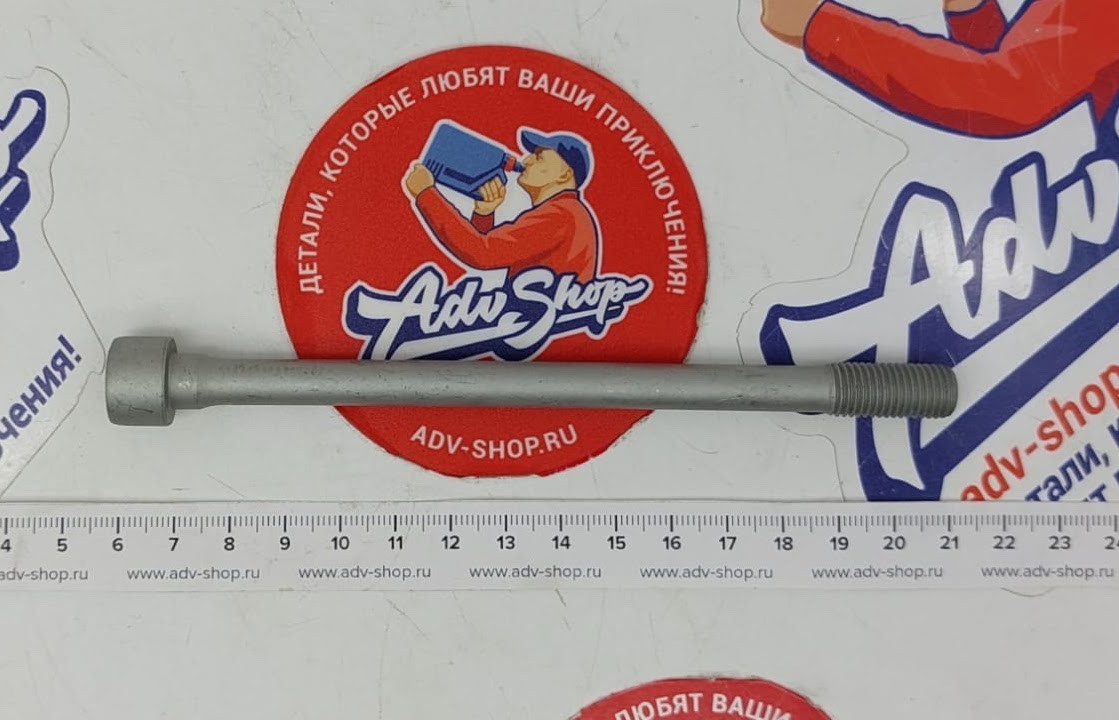 ДЕТАЛИ, КОТОРЫЕ ЛЮБЯТ ВАШИ ПРИКЛЮЧЕНИЯ!
Adv Shop
ADV-SHOP.RU
Adv
adv-shop
чения!
4 5 6 7 8 9 10 11 12 13 14 15 16 17 18 19 20 21 22 23
adv-shop.ru www.adv-shop.ru www.adv-shop.ru www.adv-shop.ru www.adv-shop.ru www.adv-shop.ru www.adv-shop.ru
ЛЮБЯТ ВАШИ